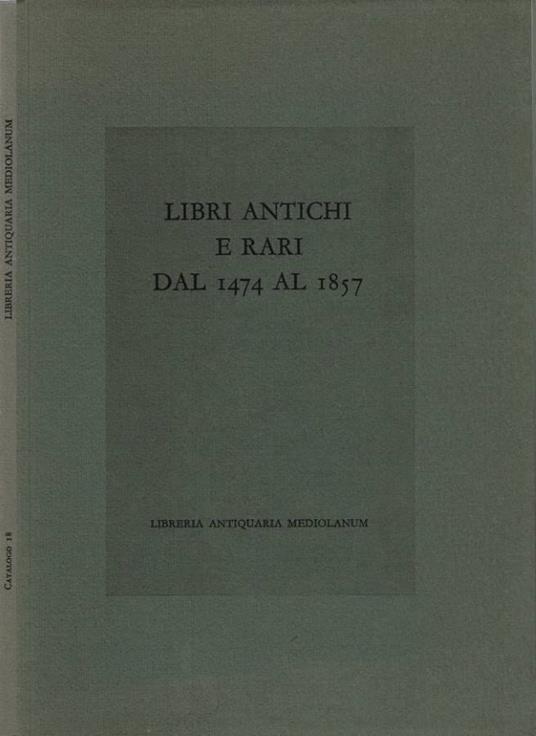 LIBRI ANTICHI
E RARI
DAL 1474 AL 1857
LIBRERIA ANTIQUARIA MEDIOLANUM
LIBRERIA ANTIQUARIA MEDIOLANUM
CATALOGO 18